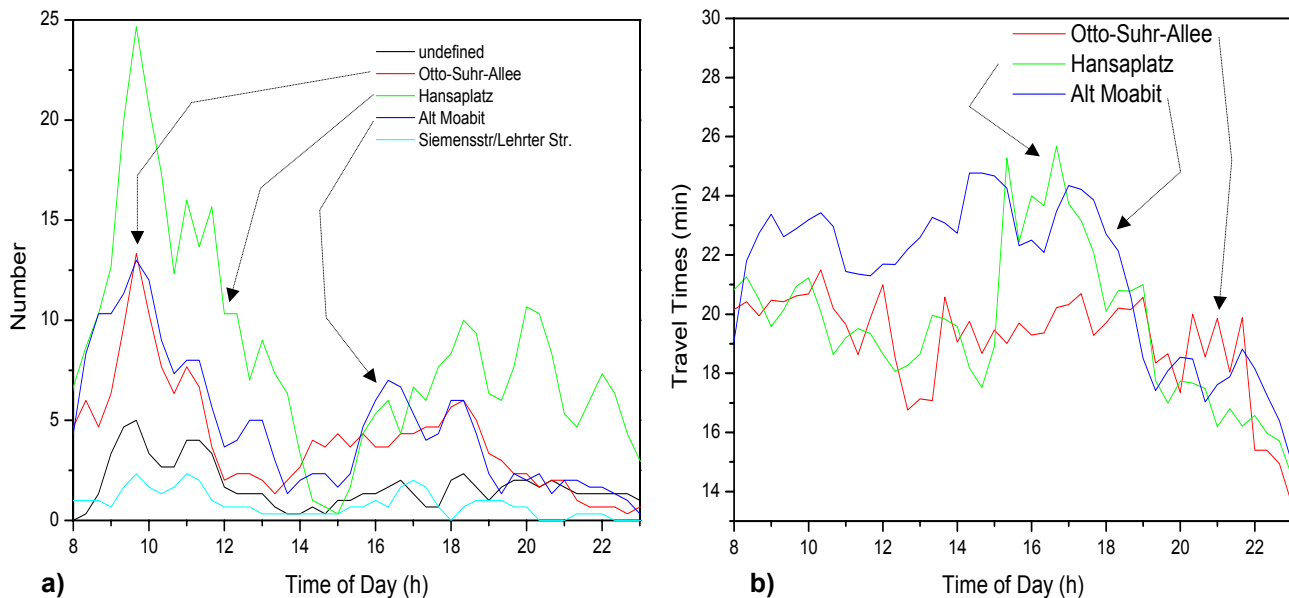 25
20
15
10
5
0
Number
undefined
Otto-Suhr-Allee
Hansaplatz
Alt Moabit
Siemensstr/Lehrter Str.
8 10 12 14 16 18 20 22
a) Time of Day (h)
30
28
26
24
22
20
18
16
14
Travel Times (min)
Otto-Suhr-Allee
Hansaplatz
Alt Moabit
8 10 12 14 16 18 20 22
b) Time of Day (h)